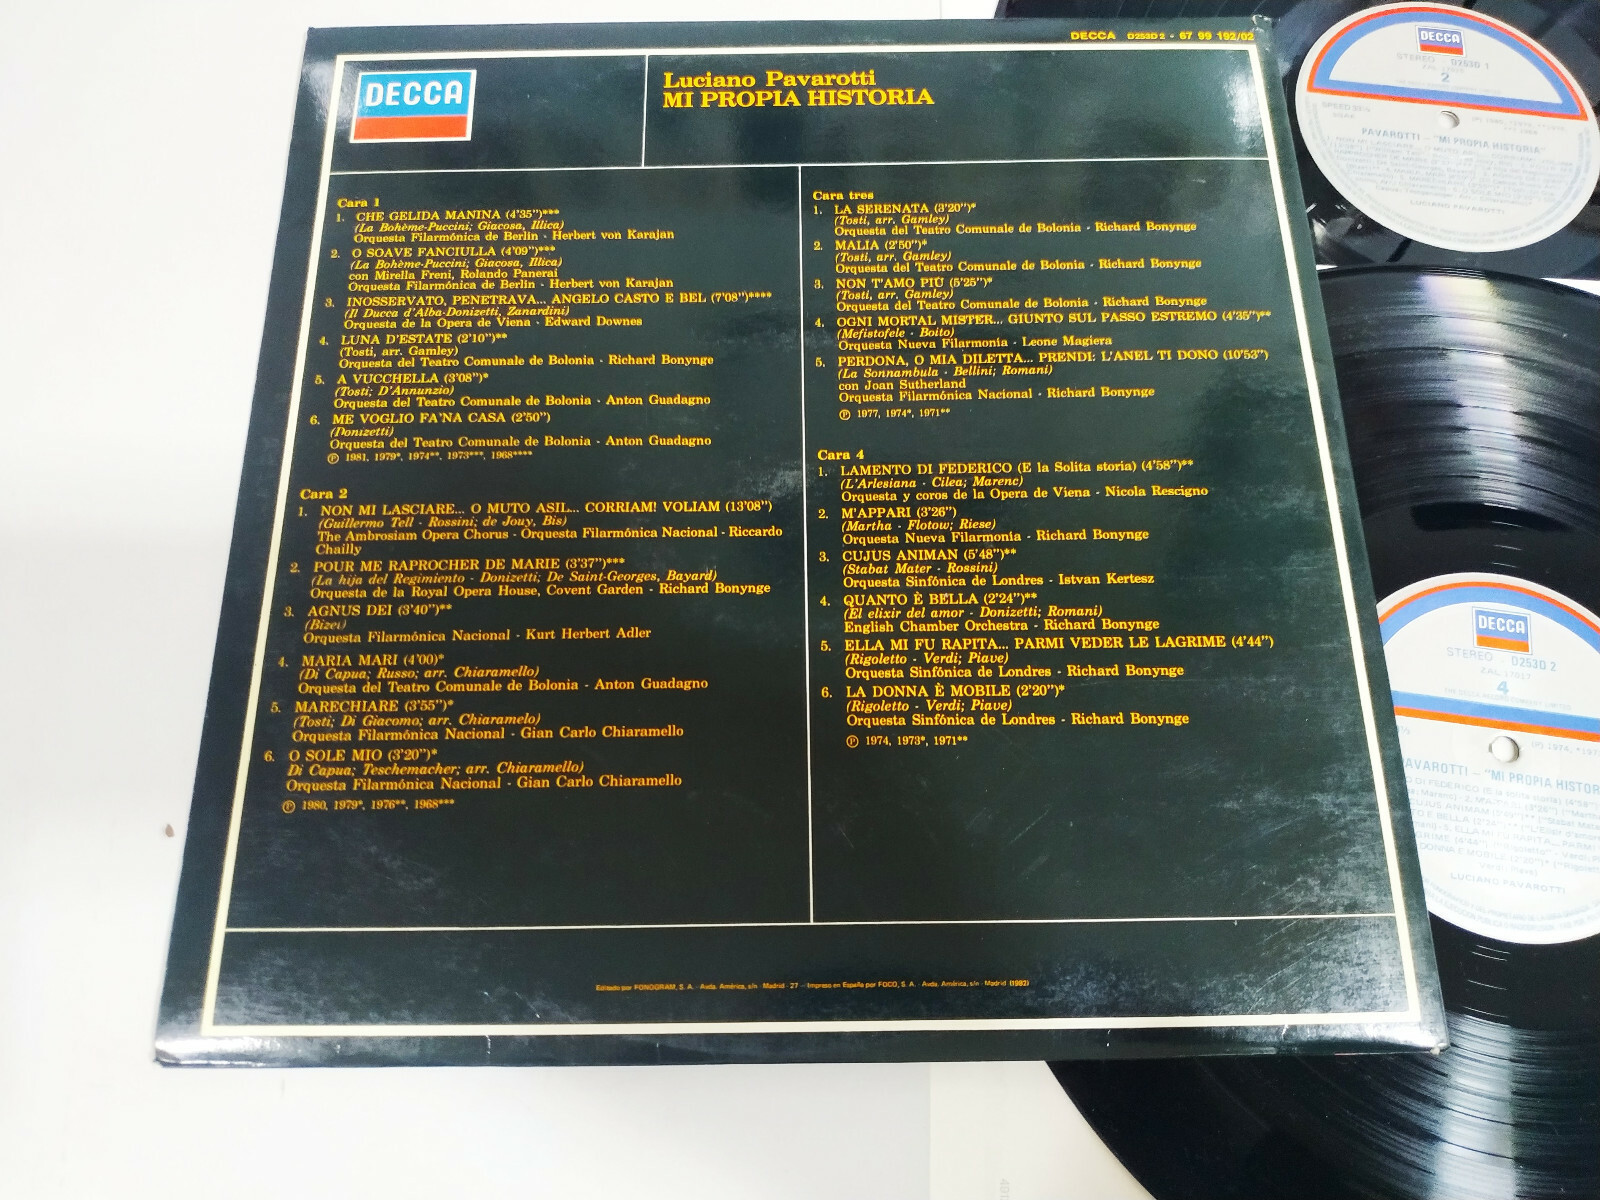 DECCA D253D2 - 67 99 192/02
DECCA
Luciano Pavarotti
MI PROPIA HISTORIA
Cara 1
1. CHE GELIDA MANINA (4'35")***
(La Bohème-Puccini; Giacosa, Illica)
Orquesta Filarmónica de Berlin - Herbert von Karajan
2. O SOAVE FANCIULLA (4'09")***
(La Bohème-Puccini; Giacosa, Illica)
con Mirella Freni, Rolando Panerai
Orquesta Filarmónica de Berlin - Herbert von Karajan
3. INOSSERVATO, PENETRAVA... ANGELO CASTO E BEL (7'08")****
(Il Ducca d'Alba-Donizetti, Zanardini)
Orquesta de la Opera de Viena - Edward Downes
4. LUNA D'ESTATE (2'10")**
(Tosti, arr. Gamley)
Orquesta del Teatro Comunale de Bolonia - Richard Bonynge
5. A VUCCHELLA (3'08")*
(Tosti; D'Annunzio)
Orquesta del Teatro Comunale de Bolonia - Anton Guadagno
6. ME VOGLIO FA'NA CASA (2'50")
(Donizetti)
Orquesta del Teatro Comunale de Bolonia - Anton Guadagno
Ⓟ 1981, 1979*, 1974**, 1973***, 1968****
Cara 2
1. NON MI LASCIARE... O MUTO ASIL... CORRIAM! VOLIAM (13'08")
(Guillermo Tell - Rossini; de Jouy, Bis)
The Ambrosiam Opera Chorus - Orquesta Filarmónica Nacional - Riccardo
Chailly
2. POUR ME RAPROCHER DE MARIE (3'37")***
(La hija del Regimiento - Donizetti; De Saint-Georges, Bayard)
Orquesta de la Royal Opera House, Covent Garden - Richard Bonynge
3. AGNUS DEI (3'40")**
(Bizet)
Orquesta Filarmónica Nacional - Kurt Herbert Adler
4. MARIA MARI (4'00)*
(Di Capua; Russo; arr. Chiaramello)
Orquesta del Teatro Comunale de Bolonia - Anton Guadagno
5. MARECHIARE (3'55")*
(Tosti; Di Giacomo; arr. Chiaramelo)
Orquesta Filarmónica Nacional - Gian Carlo Chiaramello
6. O SOLE MIO (3'20")*
Di Capua; Teschemacher; arr. Chiaramello)
Orquesta Filarmónica Nacional - Gian Carlo Chiaramello
Ⓟ 1980, 1979*, 1976**, 1968***
Cara tres
1. LA SERENATA (3'20")*
(Tosti, arr. Gamley)
Orquesta del Teatro Comunale de Bolonia - Richard Bonynge
2. MALIA (2'50")*
(Tosti, arr. Gamley)
Orquesta del Teatro Comunale de Bolonia - Richard Bonynge
3. NON T'AMO PIÙ (5'25")*
(Tosti, arr. Gamley)
Orquesta del Teatro Comunale de Bolonia - Richard Bonynge
4. OGNI MORTAL MISTER... GIUNTO SUL PASSO ESTREMO (4'35")**
(Mefistofele - Boito)
Orquesta Nueva Filarmonía - Leone Magiera
5. PERDONA, O MIA DILETTA... PRENDI: L'ANEL TI DONO (10'53")
(La Sonnambula - Bellini; Romani)
con Joan Sutherland
Orquesta Filarmónica Nacional - Richard Bonynge
Ⓟ 1977, 1974*, 1971**
Cara 4
1. LAMENTO DI FEDERICO (E la Solita storia) (4'58")**
(L'Arlesiana - Cilea; Marenc)
Orquesta y coros de la Opera de Viena - Nicola Rescigno
2. M'APPARI (3'26")
(Martha - Flotow; Riese)
Orquesta Nueva Filarmonía - Richard Bonynge
3. CUJUS ANIMAN (5'48")**
(Stabat Mater - Rossini)
Orquesta Sinfónica de Londres - Istvan Kertesz
4. QUANTO È BELLA (2'24")**
(El elixir del amor - Donizetti; Romani)
English Chamber Orchestra - Richard Bonynge
5. ELLA MI FU RAPITA... PARMI VEDER LE LAGRIME (4'44")
(Rigoletto - Verdi; Piave)
Orquesta Sinfónica de Londres - Richard Bonynge
6. LA DONNA È MOBILE (2'20")*
(Rigoletto - Verdi; Piave)
Orquesta Sinfónica de Londres - Richard Bonynge
Ⓟ 1974, 1973*, 1971**
Editado por FONOGRAM, S. A. - Avda. América, s/n - Madrid - 27 - Impreso en España por FOCO, S. A. - Avda. América, s/n - Madrid (1982)
DECCA
STEREO D253D 1
2
PAVAROTTI - "MI PROPIA HISTORIA"
LUCIANO PAVAROTTI
DECCA
STEREO D253D 2
4
PAVAROTTI - "MI PROPIA HISTOR
LUCIANO PAVAROTTI